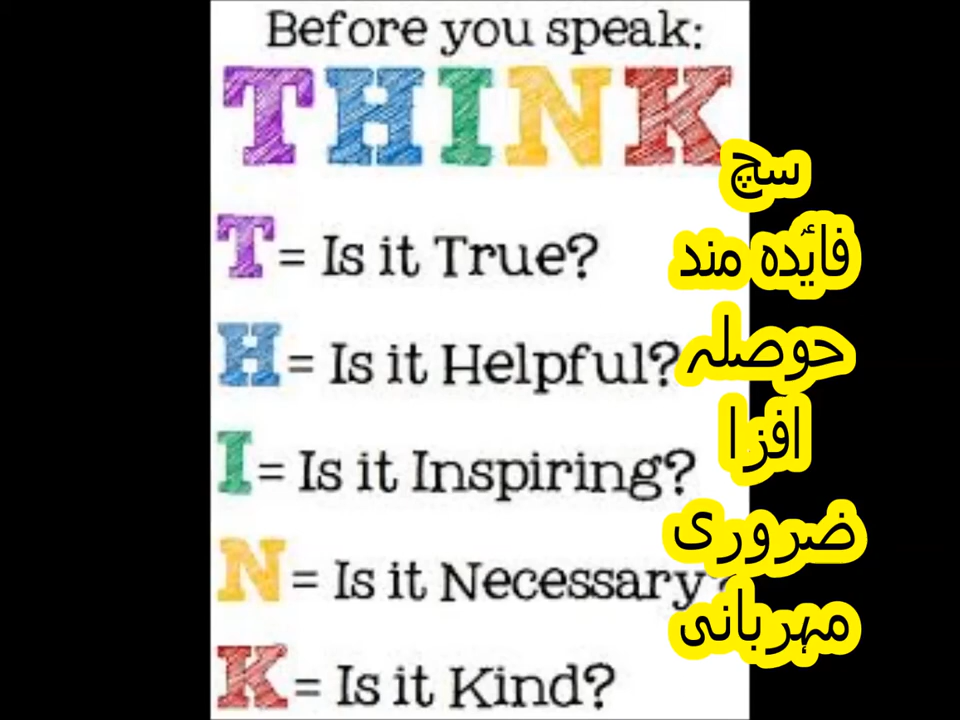 Before you speak:
THINK
T = Is it True?
H = Is it Helpful?
I = Is it Inspiring?
N = Is it Necessary?
K = Is it Kind?
سچ
فائدہ مند
حوصلہ
افزا
ضروری
مہربانی